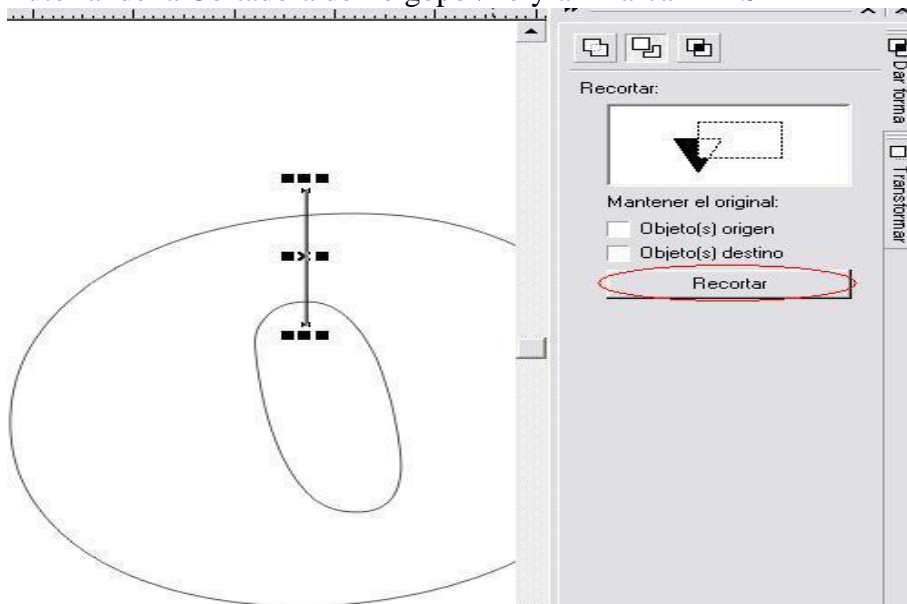 Recortar:
Mantener el original:
Objeto(s) origen
Objeto(s) destino
Recortar
Dar forma
Transformar